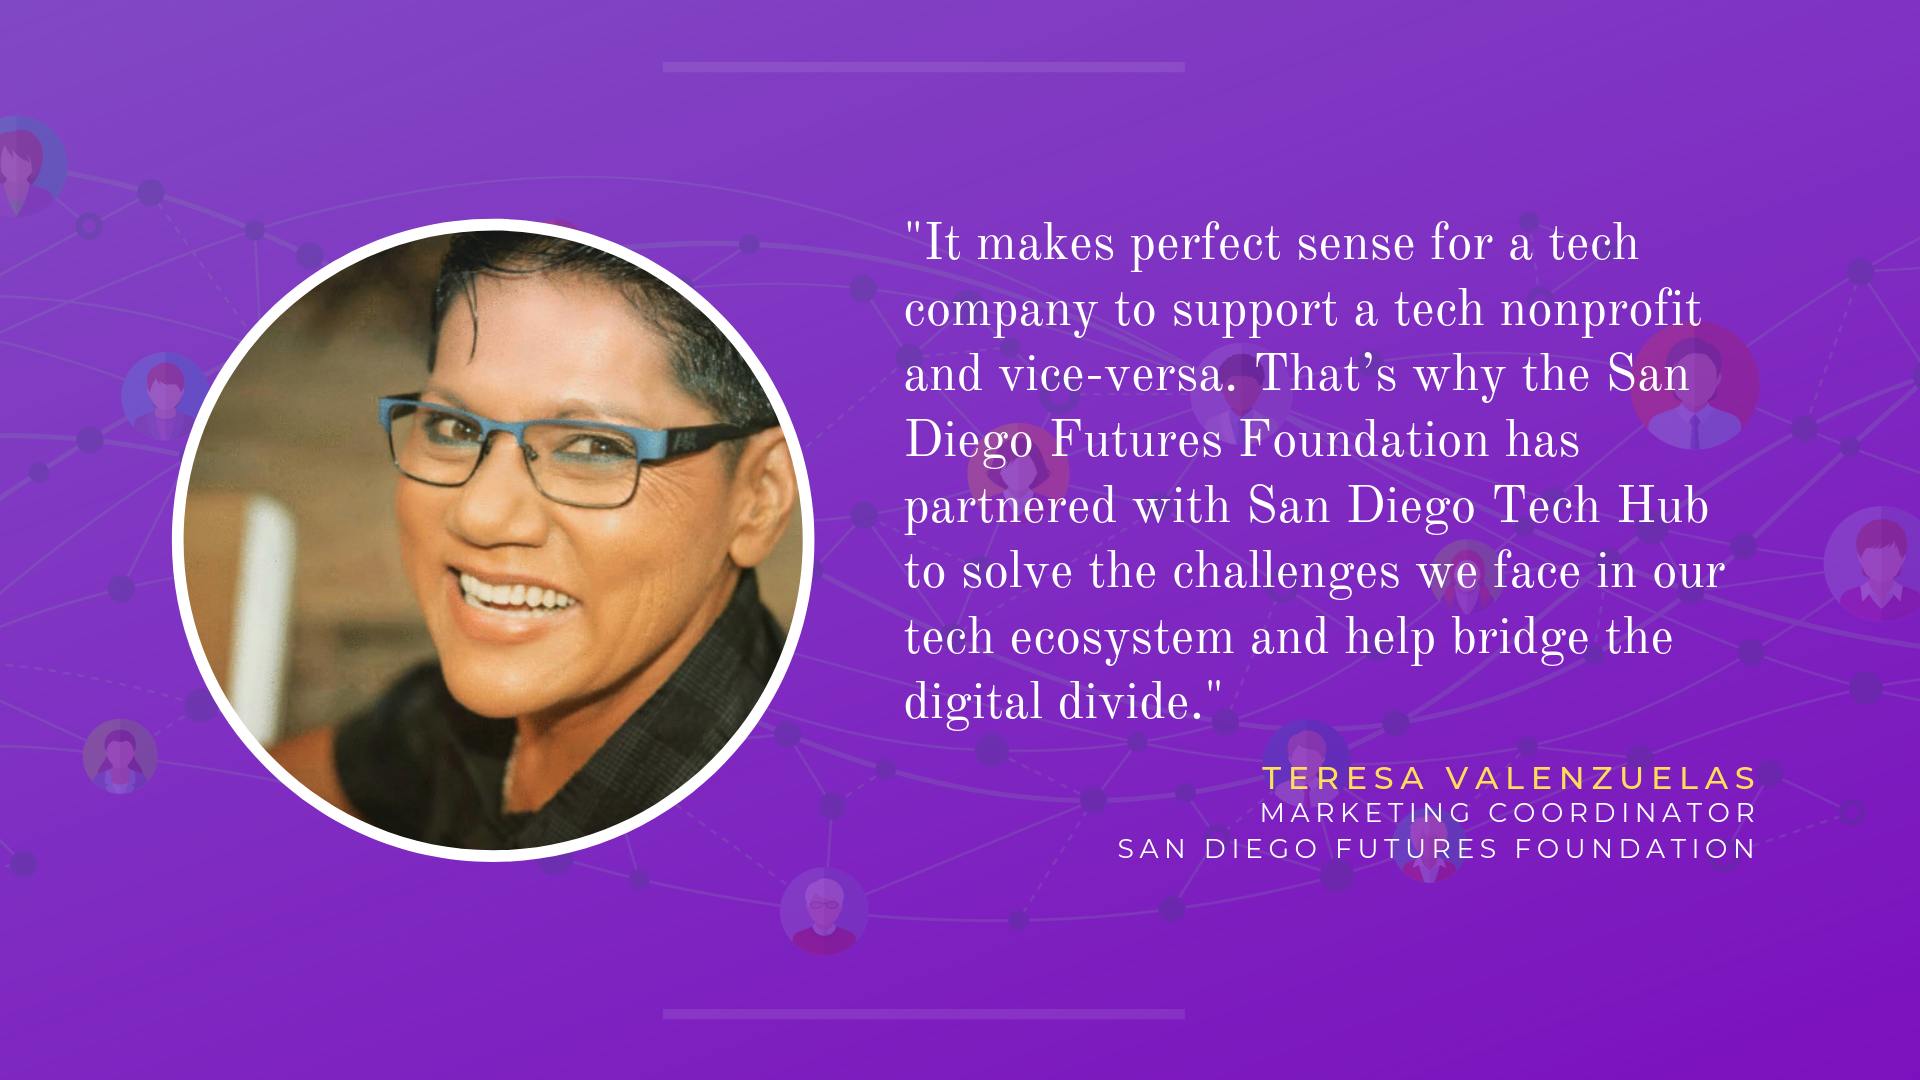 "It makes perfect sense for a tech
company to support a tech nonprofit
and vice-versa. That’s why the San
Diego Futures Foundation has
partnered with San Diego Tech Hub
to solve the challenges we face in our
tech ecosystem and help bridge the
digital divide."
TERESA VALENZUELAS
MARKETING COORDINATOR
SAN DIEGO FUTURES FOUNDATION